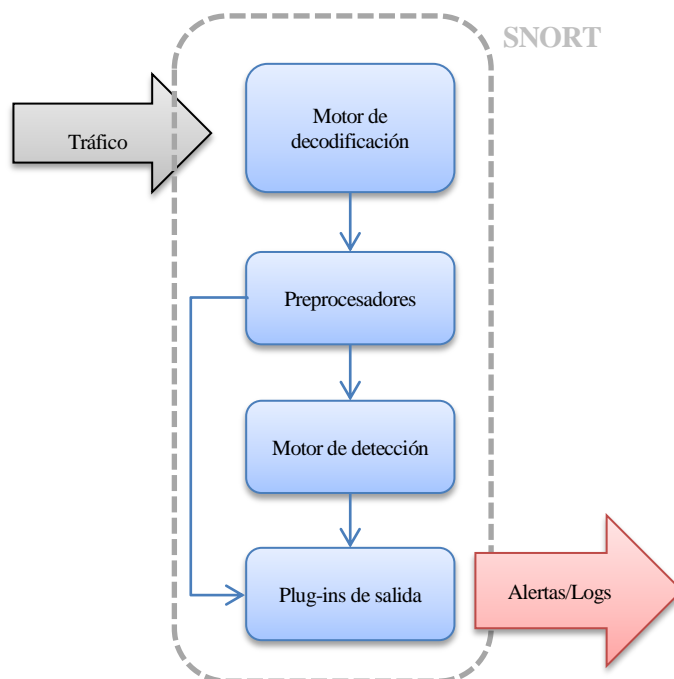 SNORT
Tráfico
Motor de
decodificación
Preprocesadores
Motor de detección
Plug-ins de salida
Alertas/Logs